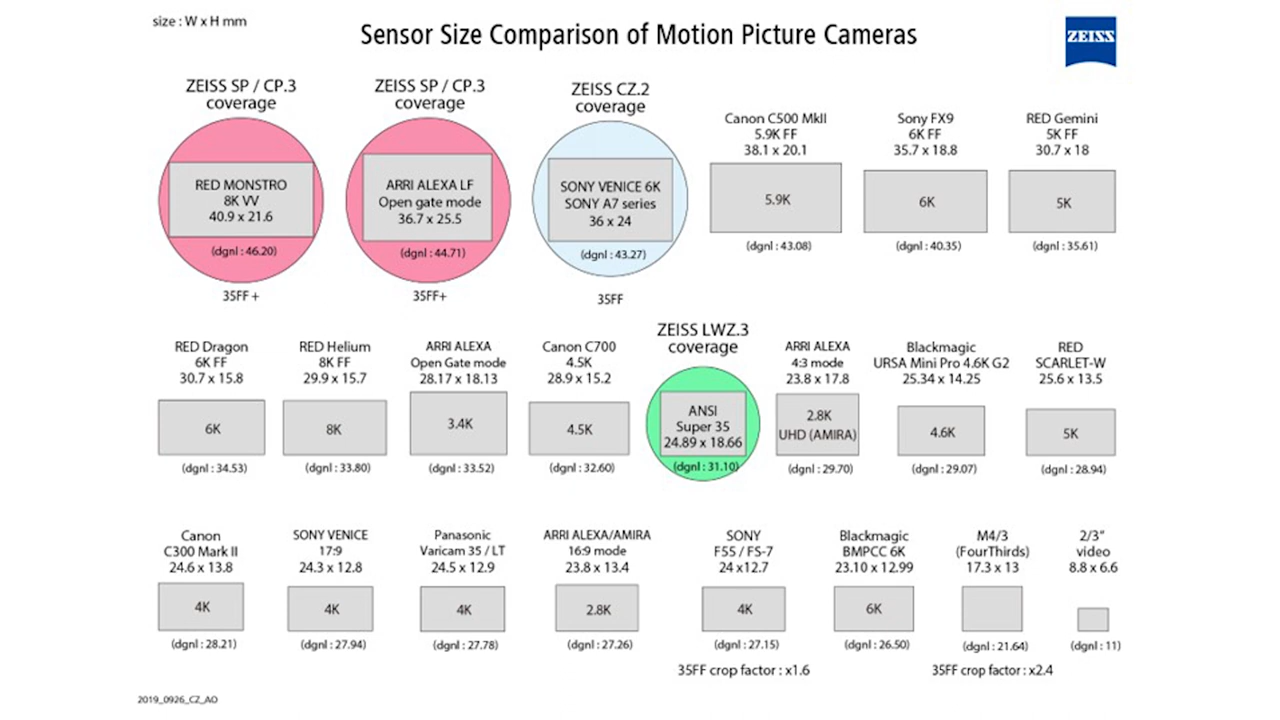 size : W x H mm
Sensor Size Comparison of Motion Picture Cameras
ZEISS
ZEISS SP / CP.3
coverage
RED MONSTRO
8K VV
40.9 x 21.6
(dgnl : 46.20)
35FF +
ZEISS SP / CP.3
coverage
ARRI ALEXA LF
Open gate mode
36.7 x 25.5
(dgnl : 44.71)
35FF+
ZEISS CZ.2
coverage
SONY VENICE 6K
SONY A7 series
36 x 24
(dgnl : 43.27)
35FF
Canon C500 MkII
5.9K FF
38.1 x 20.1
5.9K
(dgnl : 43.08)
Sony FX9
6K FF
35.7 x 18.8
6K
(dgnl : 40.35)
RED Gemini
5K FF
30.7 x 18
5K
(dgnl : 35.61)
RED Dragon
6K FF
30.7 x 15.8
6K
(dgnl : 34.53)
RED Helium
8K FF
29.9 x 15.7
8K
(dgnl : 33.80)
ARRI ALEXA
Open Gate mode
28.17 x 18.13
3.4K
(dgnl : 33.52)
Canon C700
4.5K
28.9 x 15.2
4.5K
(dgnl : 32.60)
ZEISS LWZ.3
coverage
ANSI
Super 35
24.89 x 18.66
(dgnl : 31.10)
ARRI ALEXA
4:3 mode
23.8 x 17.8
2.8K
UHD (AMIRA)
(dgnl : 29.70)
Blackmagic
URSA Mini Pro 4.6K G2
25.34 x 14.25
4.6K
(dgnl : 29.07)
RED
SCARLET-W
25.6 x 13.5
5K
(dgnl : 28.94)
Canon
C300 Mark II
24.6 x 13.8
4K
(dgnl : 28.21)
SONY VENICE
17:9
24.3 x 12.8
4K
(dgnl : 27.94)
Panasonic
Varicam 35 / LT
24.5 x 12.9
4K
(dgnl : 27.78)
ARRI ALEXA/AMIRA
16:9 mode
23.8 x 13.4
2.8K
(dgnl : 27.26)
SONY
F55 / FS-7
24 x12.7
4K
(dgnl : 27.15)
35FF crop factor : x1.6
Blackmagic
BMPCC 6K
23.10 x 12.99
6K
(dgnl : 26.50)
M4/3
(FourThirds)
17.3 x 13
(dgnl : 21.64)
35FF crop factor : x2.4
2/3"
video
8.8 x 6.6
(dgnl : 11)
2019_0926_CZ_AO